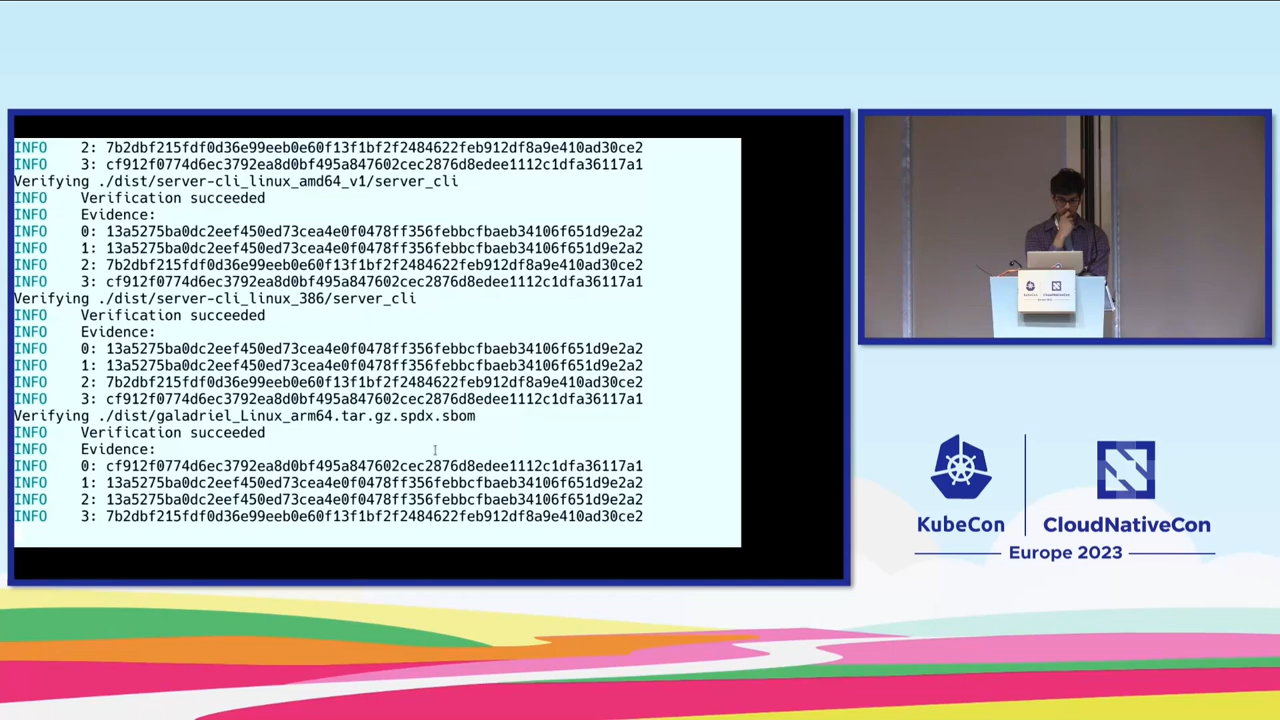 INFO 2: 7b2dbf215fdf0d36e99eeb0e60f13f1bf2f2484622feb912df8a9e410ad30ce2
INFO 3: cf912f0774d6ec3792ea8d0bf495a847602cec2876d8edee1112c1dfa36117a1
Verifying ./dist/server-cli_linux_amd64_v1/server_cli
INFO Verification succeeded
INFO Evidence:
INFO 0: 13a5275ba0dc2eef450ed73cea4e0f0478ff356febbcfbaeb34106f651d9e2a2
INFO 1: 13a5275ba0dc2eef450ed73cea4e0f0478ff356febbcfbaeb34106f651d9e2a2
INFO 2: 7b2dbf215fdf0d36e99eeb0e60f13f1bf2f2484622feb912df8a9e410ad30ce2
INFO 3: cf912f0774d6ec3792ea8d0bf495a847602cec2876d8edee1112c1dfa36117a1
Verifying ./dist/server-cli_linux_386/server_cli
INFO Verification succeeded
INFO Evidence:
INFO 0: 13a5275ba0dc2eef450ed73cea4e0f0478ff356febbcfbaeb34106f651d9e2a2
INFO 1: 13a5275ba0dc2eef450ed73cea4e0f0478ff356febbcfbaeb34106f651d9e2a2
INFO 2: 7b2dbf215fdf0d36e99eeb0e60f13f1bf2f2484622feb912df8a9e410ad30ce2
INFO 3: cf912f0774d6ec3792ea8d0bf495a847602cec2876d8edee1112c1dfa36117a1
Verifying ./dist/galadriel_Linux_arm64.tar.gz.spdx.sbom
INFO Verification succeeded
INFO Evidence:
INFO 0: cf912f0774d6ec3792ea8d0bf495a847602cec2876d8edee1112c1dfa36117a1
INFO 1: 13a5275ba0dc2eef450ed73cea4e0f0478ff356febbcfbaeb34106f651d9e2a2
INFO 2: 13a5275ba0dc2eef450ed73cea4e0f0478ff356febbcfbaeb34106f651d9e2a2
INFO 3: 7b2dbf215fdf0d36e99eeb0e60f13f1bf2f2484622feb912df8a9e410ad30ce2
KubeCon CloudNativeCon
KubeCon CloudNativeCon
Europe 2023